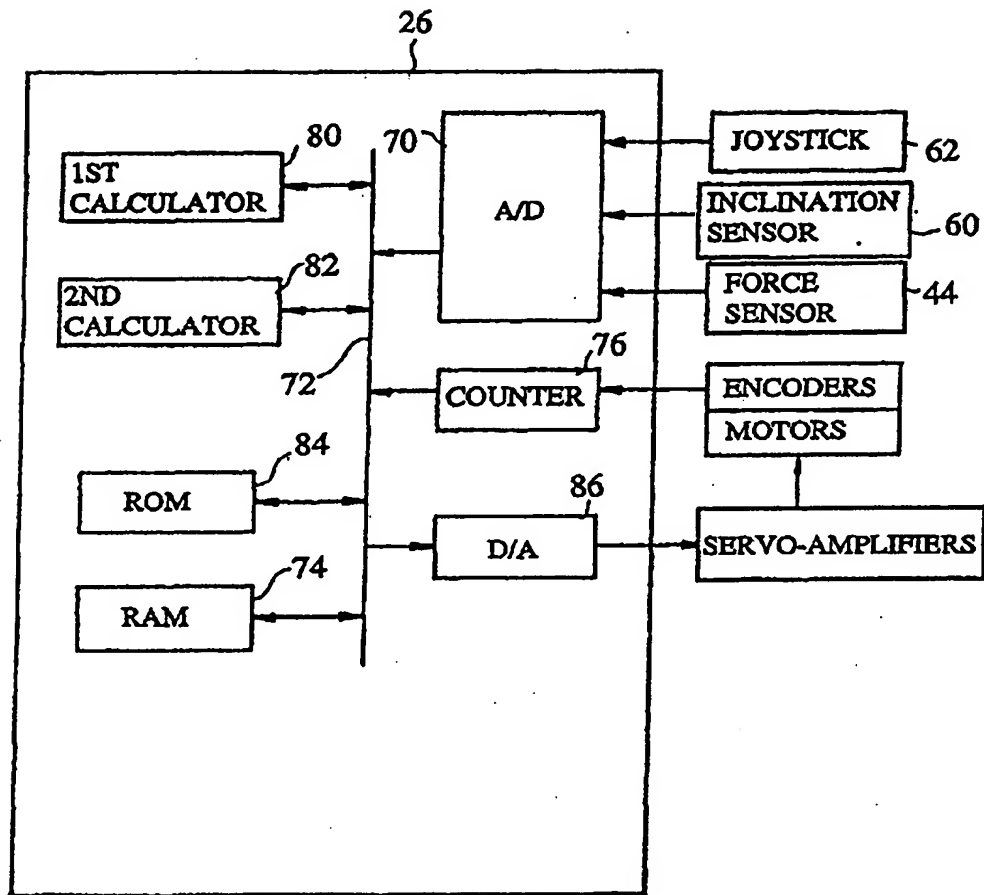 26
80
1ST
CALCULATOR
70
A/D
JOYSTICK
62
INCLINATION
SENSOR
60
FORCE
SENSOR
44
82
2ND
CALCULATOR
72
76
COUNTER
ENCODERS
MOTORS
84
ROM
86
D/A
SERVO-AMPLIFIERS
74
RAM